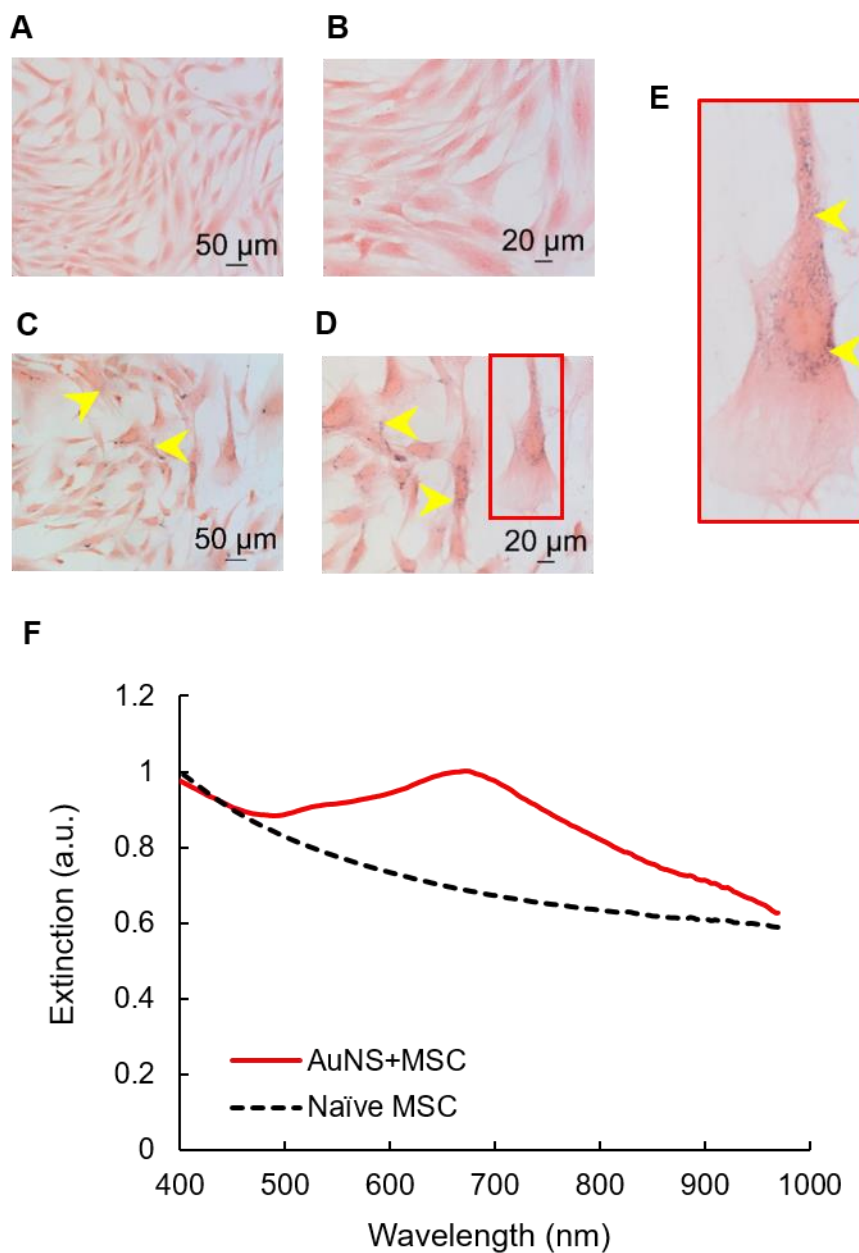 A
B
E
50 µm
20 µm
C
D
50 µm
20 µm
F
1.2
1
0.8
0.6
0.4
0.2
0
Extinction (a.u.)
AuNS+MSC
Naïve MSC
400 500 600 700 800 900 1000
Wavelength (nm)